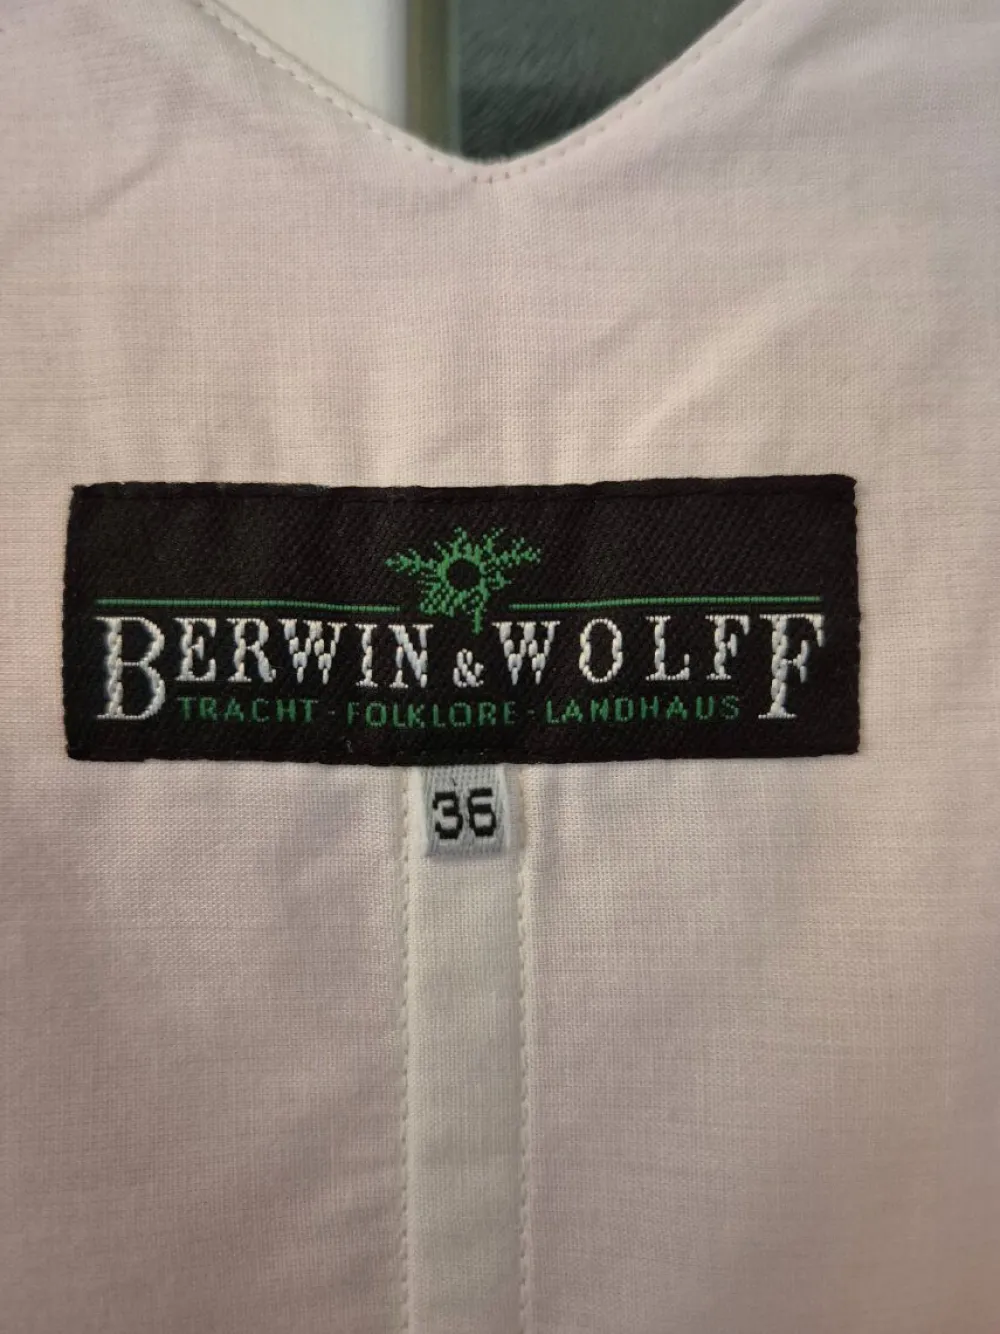 BERWIN & WOLFF
TRACHT - FOLKLORE - LANDHAUS
36